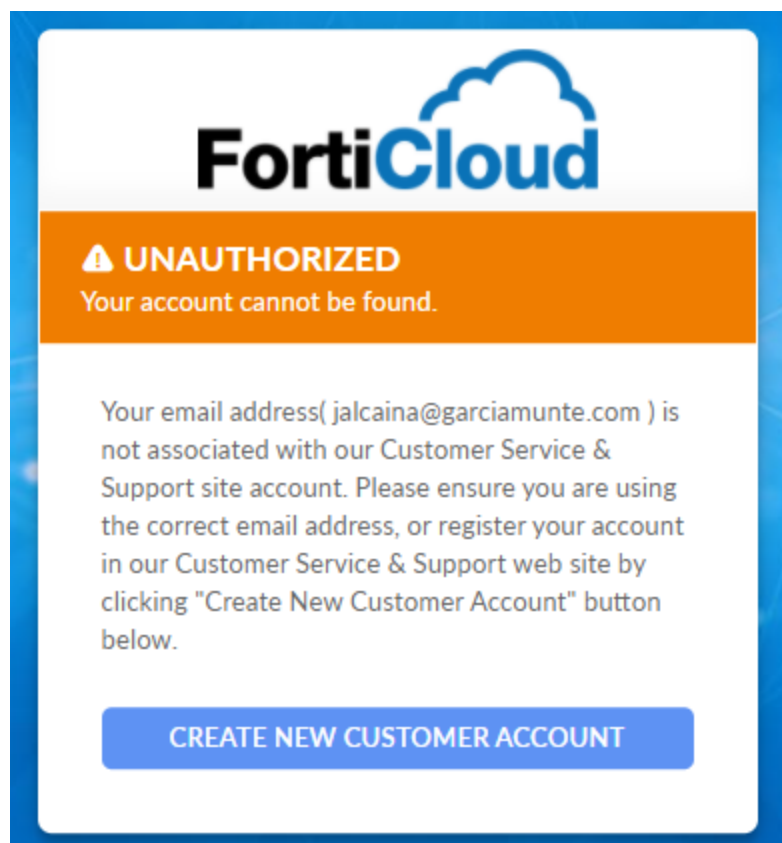 FortiCloud
UNAUTHORIZED
Your account cannot be found.
Your email address( jalcaina@garciamunte.com ) is
not associated with our Customer Service &
Support site account. Please ensure you are using
the correct email address, or register your account
in our Customer Service & Support web site by
clicking "Create New Customer Account" button
below.
CREATE NEW CUSTOMER ACCOUNT